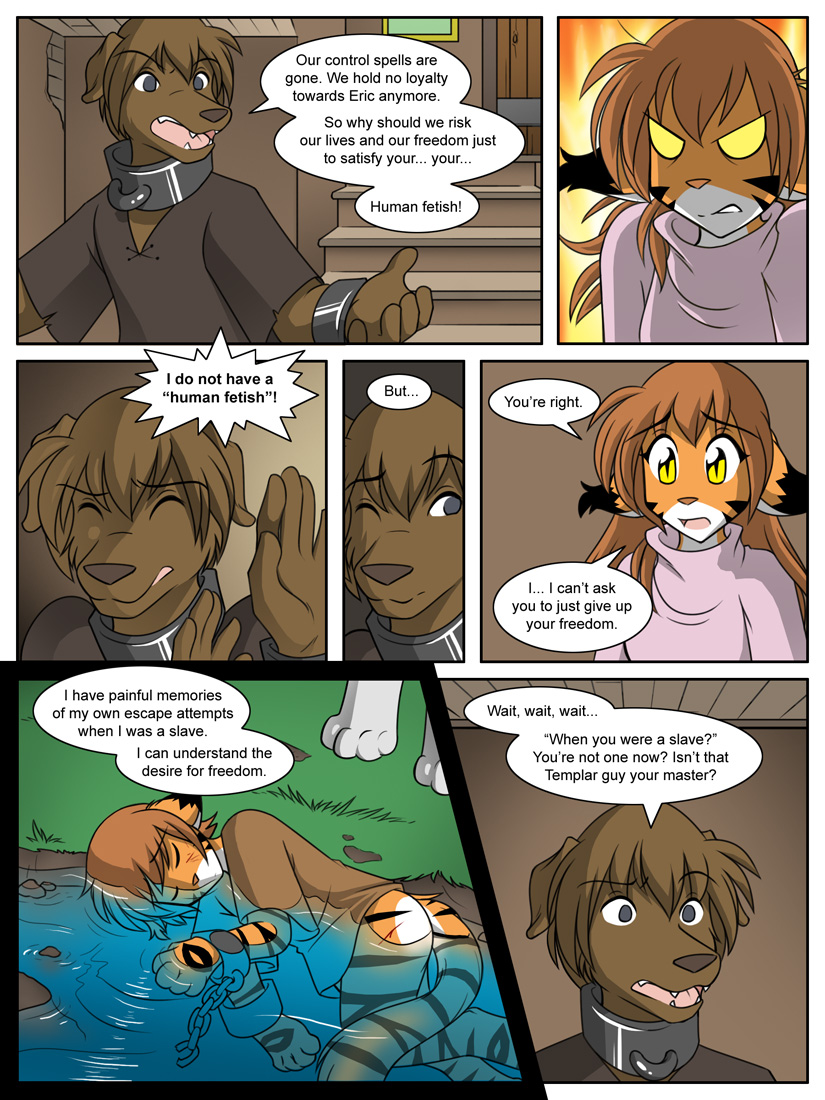 Our control spells are
gone. We hold no loyalty
towards Eric anymore.
So why should we risk
our lives and our freedom just
to satisfy your... your...
Human fetish!
I do not have a
“human fetish”!
But...
You're right.
I... I can't ask
you to just give up
your freedom.
I have painful memories
of my own escape attempts
when I was a slave.
I can understand the
desire for freedom.
Wait, wait, wait...
“When you were a slave?”
You're not one now? Isn't that
Templar guy your master?